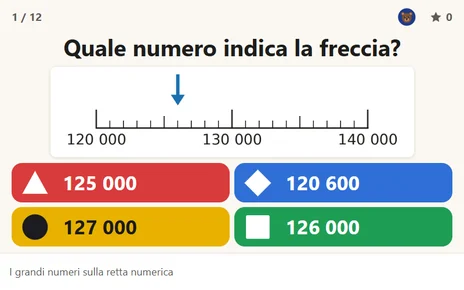 1 / 12
0
Quale numero indica la freccia?
120 000 130 000 140 000
125 000
120 600
127 000
126 000
I grandi numeri sulla retta numerica